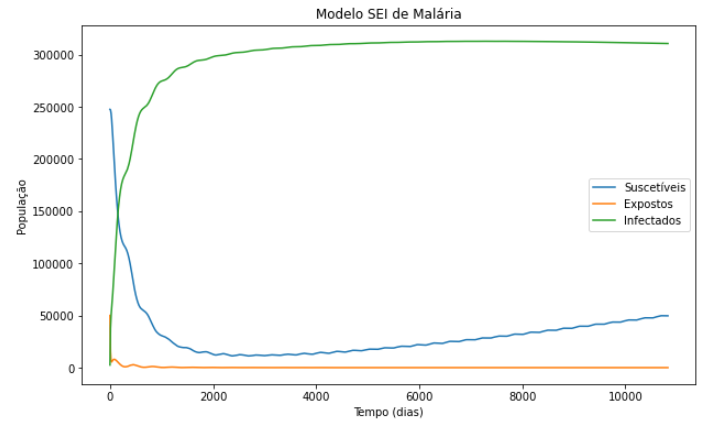 Modelo SEI de Malária
300000
250000
200000
150000
100000
50000
0
População
Suscetíveis
Expostos
Infectados
0
2000
4000
6000
8000
10000
Tempo (dias)